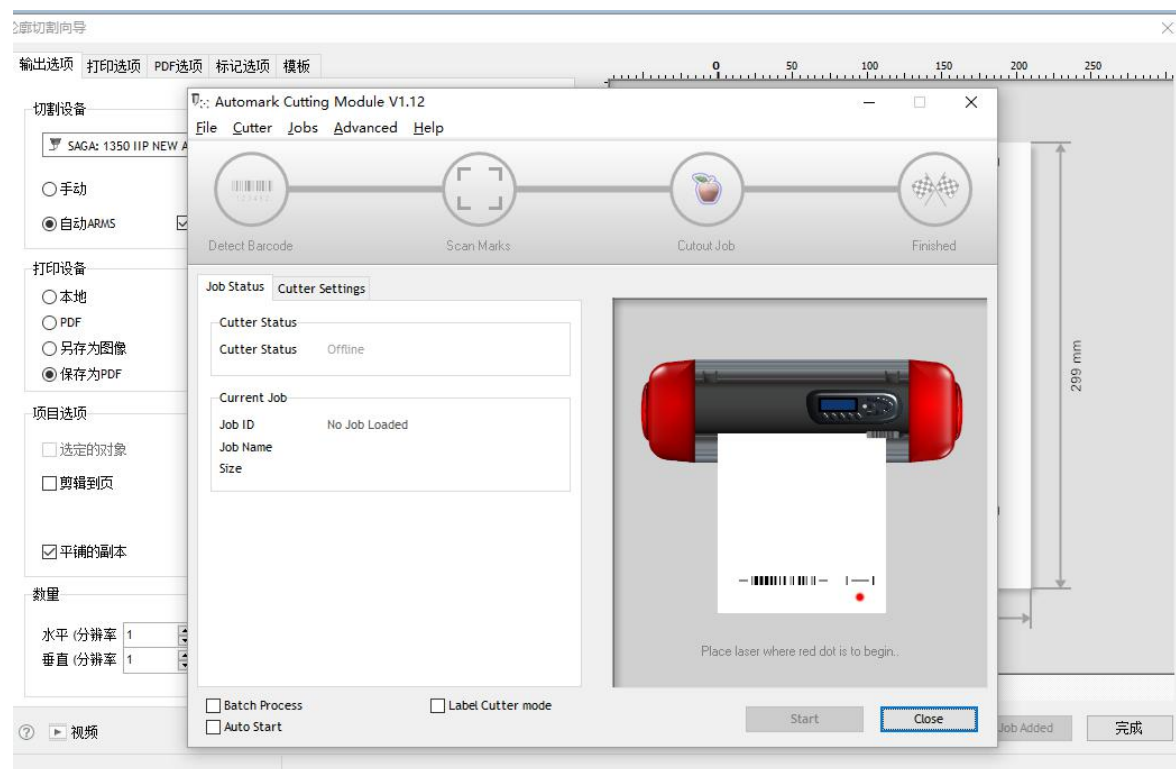 仑廓切割向导
输出选项 打印选项 PDF选项 标记选项 模板
0 50 100 150 200 250
切割设备
SAGA: 1350 IIP NEW A
手动
自动ARMS
打印设备
本地
PDF
另存为图像
保存为PDF
项目选项
选定的对象
剪辑到页
平铺的副本
数量
水平 (分辨率 1
垂直 (分辨率 1
视频
Automark Cutting Module V1.12
File Cutter Jobs Advanced Help
Detect Barcode Scan Marks Cutout Job Finished
Job Status Cutter Settings
Cutter Status
Cutter Status Offline
Current Job
Job ID No Job Loaded
Job Name
Size
Place laser where red dot is to begin..
Batch Process Label Cutter mode
Auto Start
Start Close
299 mm
Job Added 完成